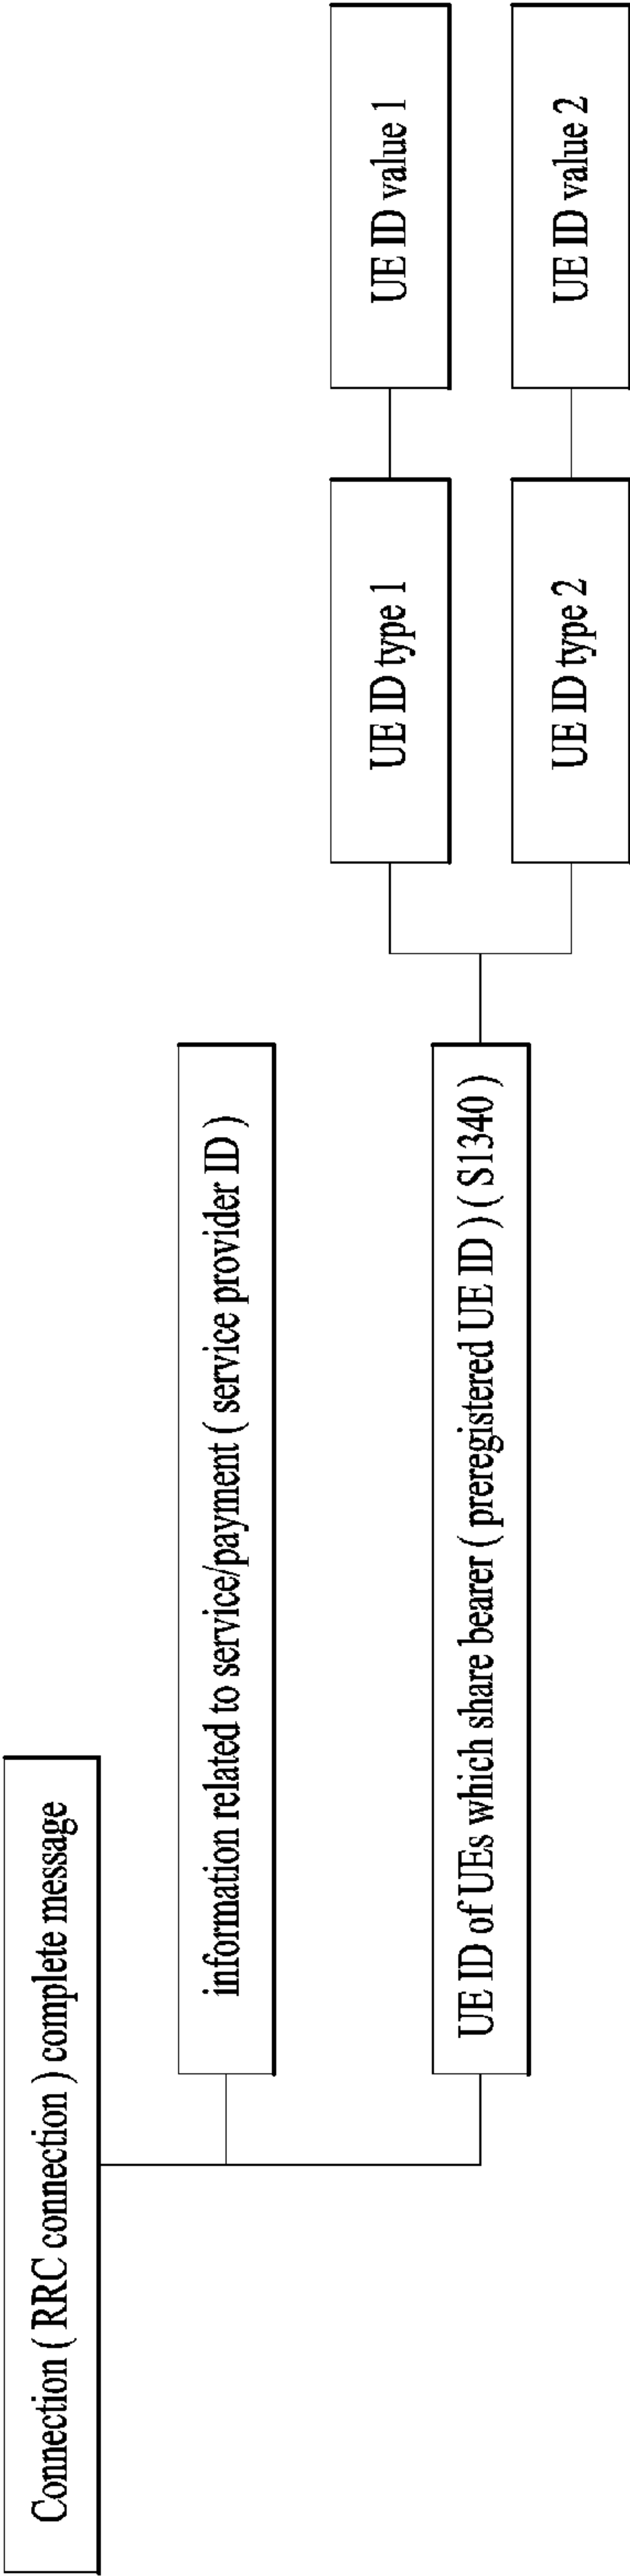 Connection ( RRC connection ) complete message
information related to service/payment ( service provider ID )
UE ID of UEs which share bearer ( preregistered UE ID ) ( S1340 )
UE ID type 1
UE ID value 1
UE ID type 2
UE ID value 2